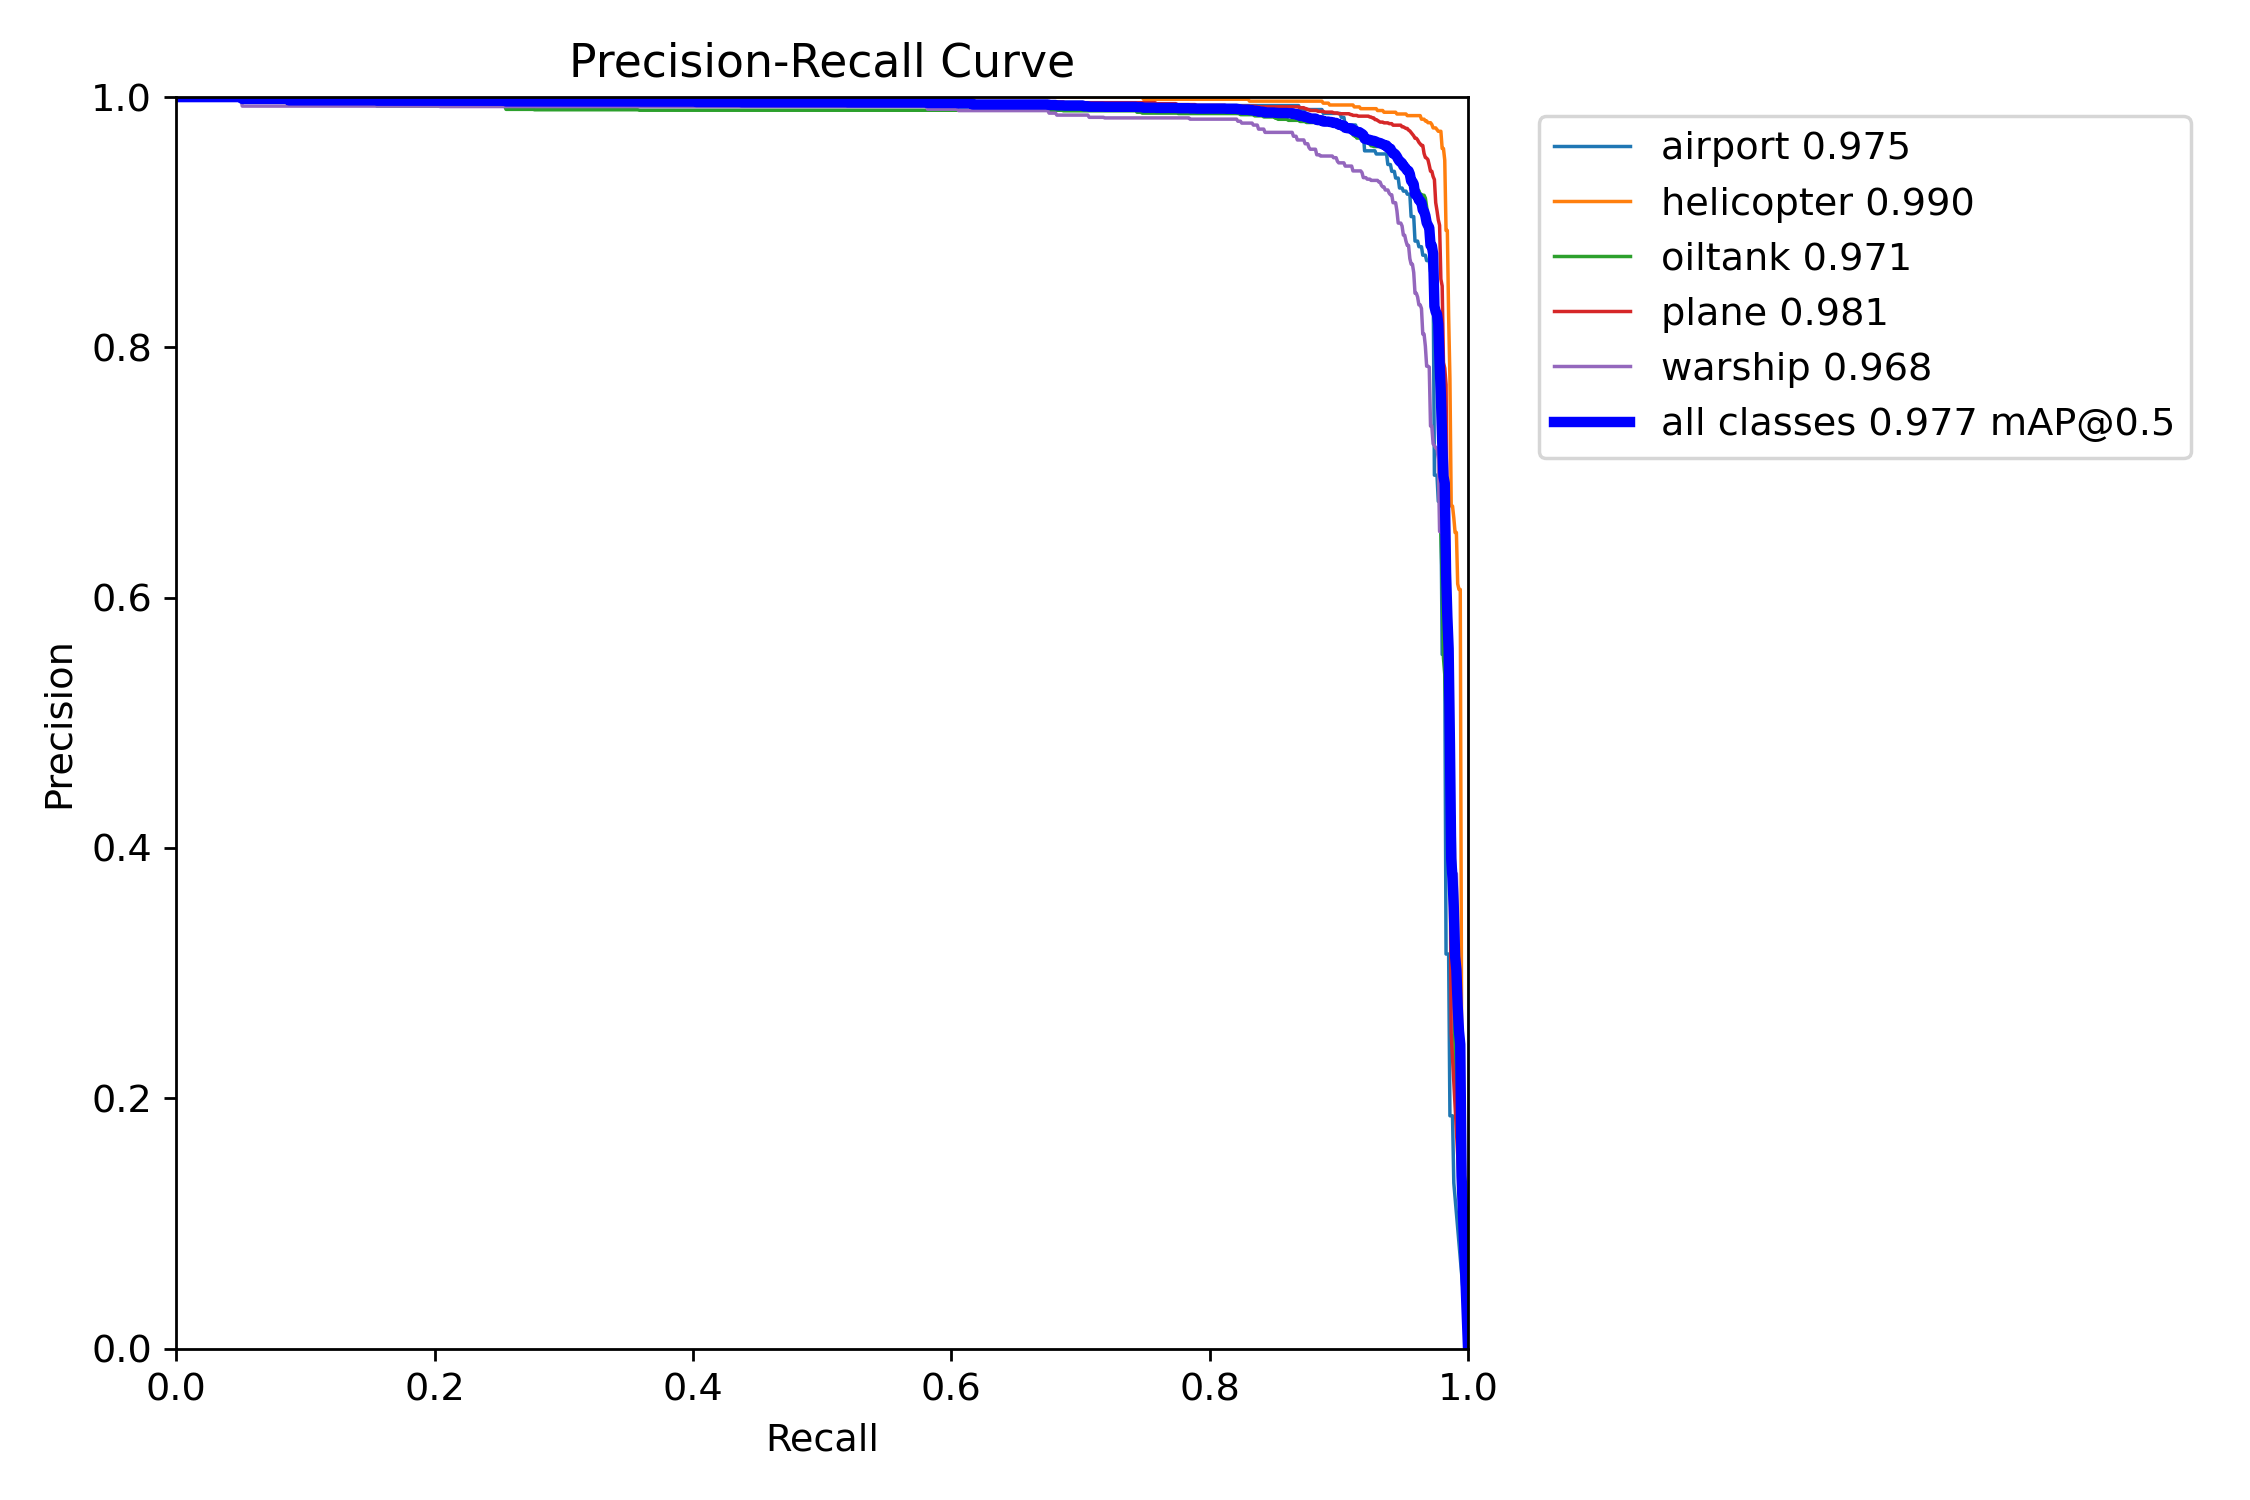 Precision-Recall Curve
1.0
0.8
0.6
0.4
0.2
0.0
Precision
0.0 0.2 0.4 0.6 0.8 1.0
Recall
airport 0.975
helicopter 0.990
oiltank 0.971
plane 0.981
warship 0.968
all classes 0.977 mAP@0.5